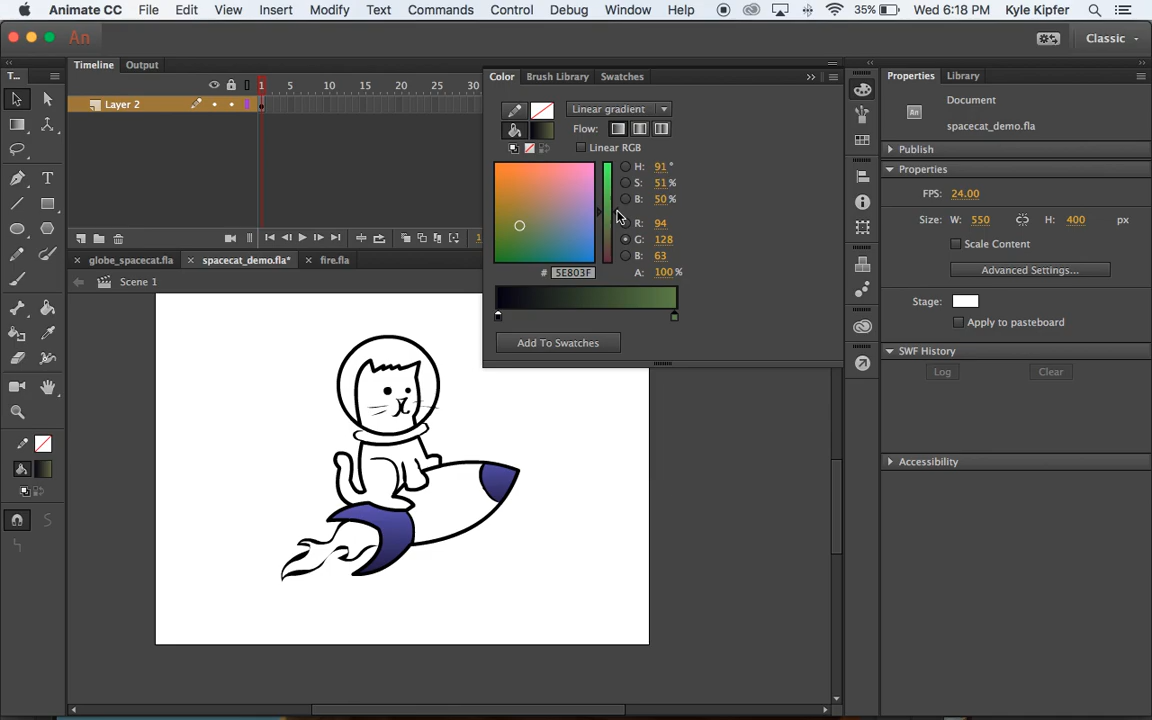 Animate CC File Edit View Insert Modify Text Commands Control Debug Window Help 35% Wed 6:18 PM Kyle Kipfer
An Classic
T... Timeline Output Color Brush Library Swatches Properties Library
1 5 10 15 20 25 30
Layer 2
Linear gradient
Flow:
Linear RGB
H: 91 °
S: 51 %
B: 50 %
R: 94
G: 128
B: 63
A: 100 %
# 5E803F
Add To Swatches
An Document
spacecat_demo.fla
Publish
Properties
FPS: 24.00
Size: W: 550 H: 400 px
Scale Content
Advanced Settings...
Stage:
Apply to pasteboard
SWF History
Log Clear
Accessibility
1
globe_spacecat.fla spacecat_demo.fla* fire.fla
Scene 1